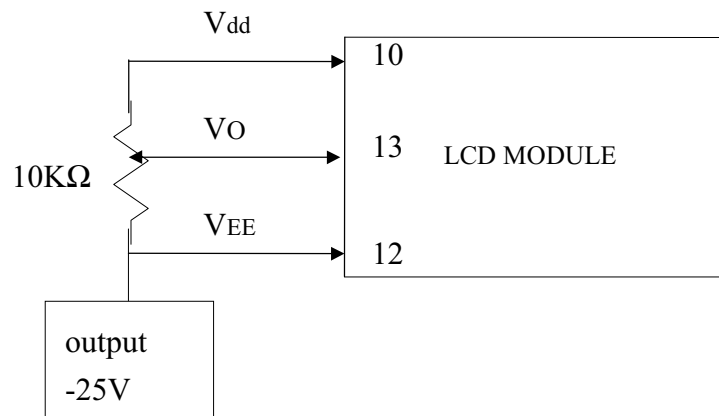 Vdd
10
VO
13 LCD MODULE
10KΩ
VEE
12
output
-25V